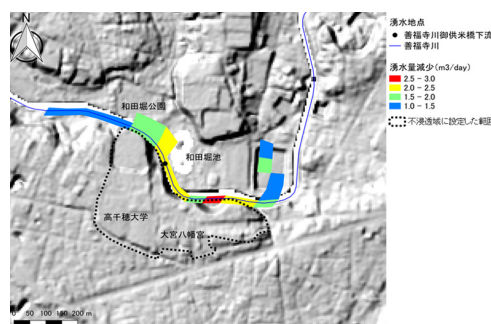 湧水地点
善福寺川御供米橋下流
善福寺川
湧水量減少(m3/day)
2.5 - 3.0
2.0 - 2.5
1.5 - 2.0
1.0 - 1.5
不浸透域に設定した範囲
和田堀公園
和田堀池
高千穂大学
大宮八幡宮
0 50 100 150 200 m